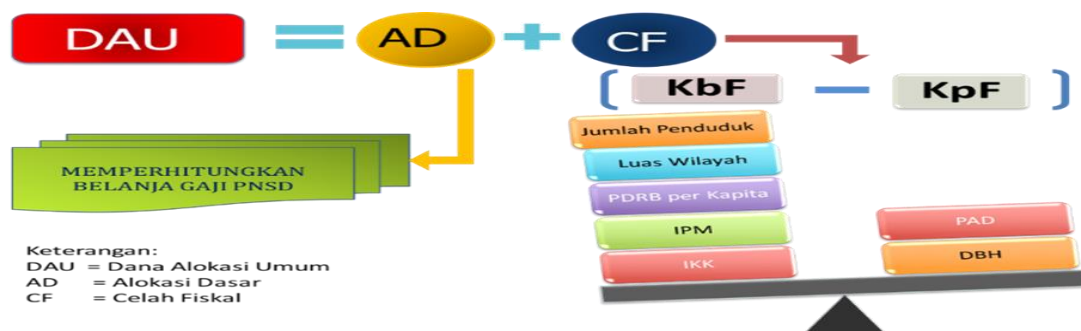 DAU = AD + CF
( KbF − KpF )
Jumlah Penduduk
Luas Wilayah
PDRB per Kapita
IPM
IKK
PAD
DBH
MEMPERHITUNGKAN
BELANJA GAJI PNSD
Keterangan:
DAU = Dana Alokasi Umum
AD = Alokasi Dasar
CF = Celah Fiskal